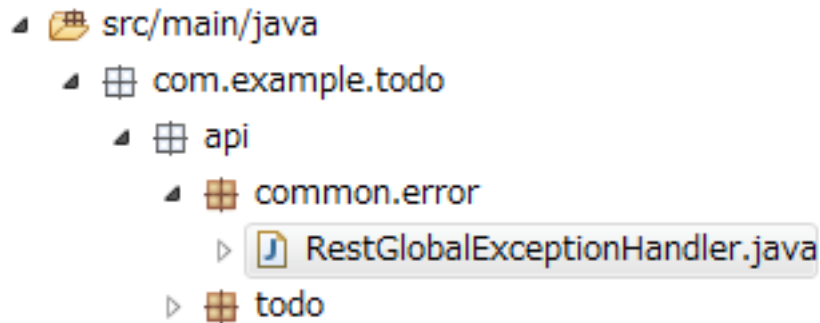 src/main/java
com.example.todo
api
common.error
RestGlobalExceptionHandler.java
todo